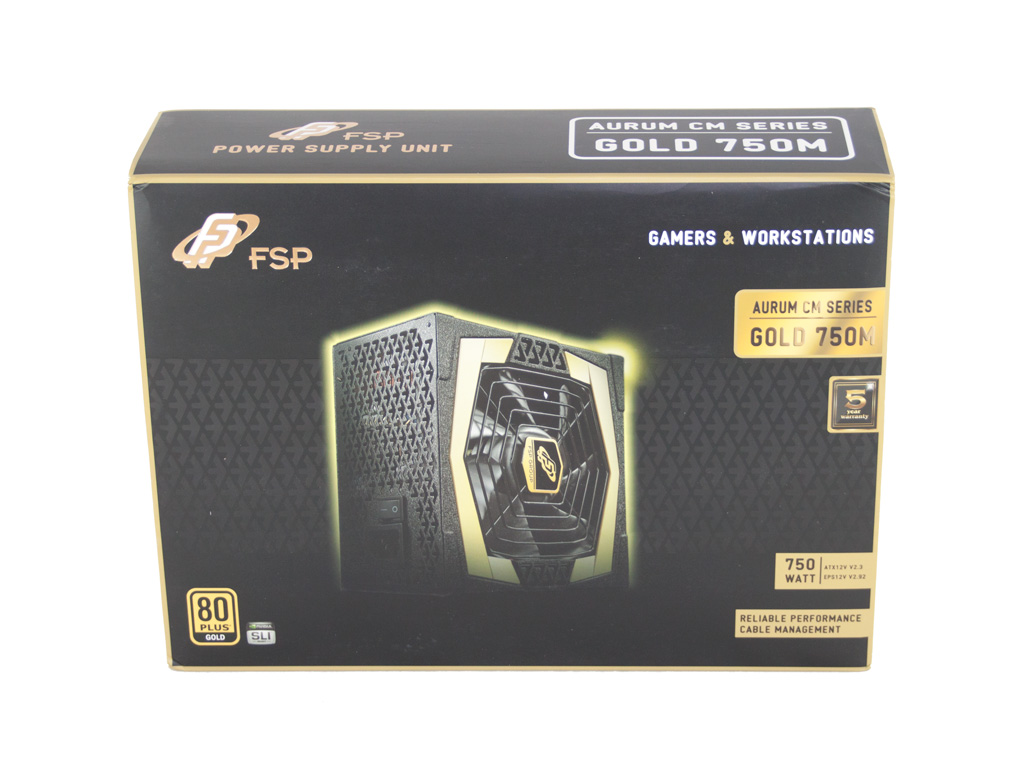 FSP
POWER SUPPLY UNIT
AURUM CM SERIES
GOLD 750M
FSP
GAMERS & WORKSTATIONS
AURUM CM SERIES
GOLD 750M
5
year
warranty
750
WATT
ATX12V V2.3
EPS12V V2.92
RELIABLE PERFORMANCE
CABLE MANAGEMENT
80
PLUS
GOLD
SLI